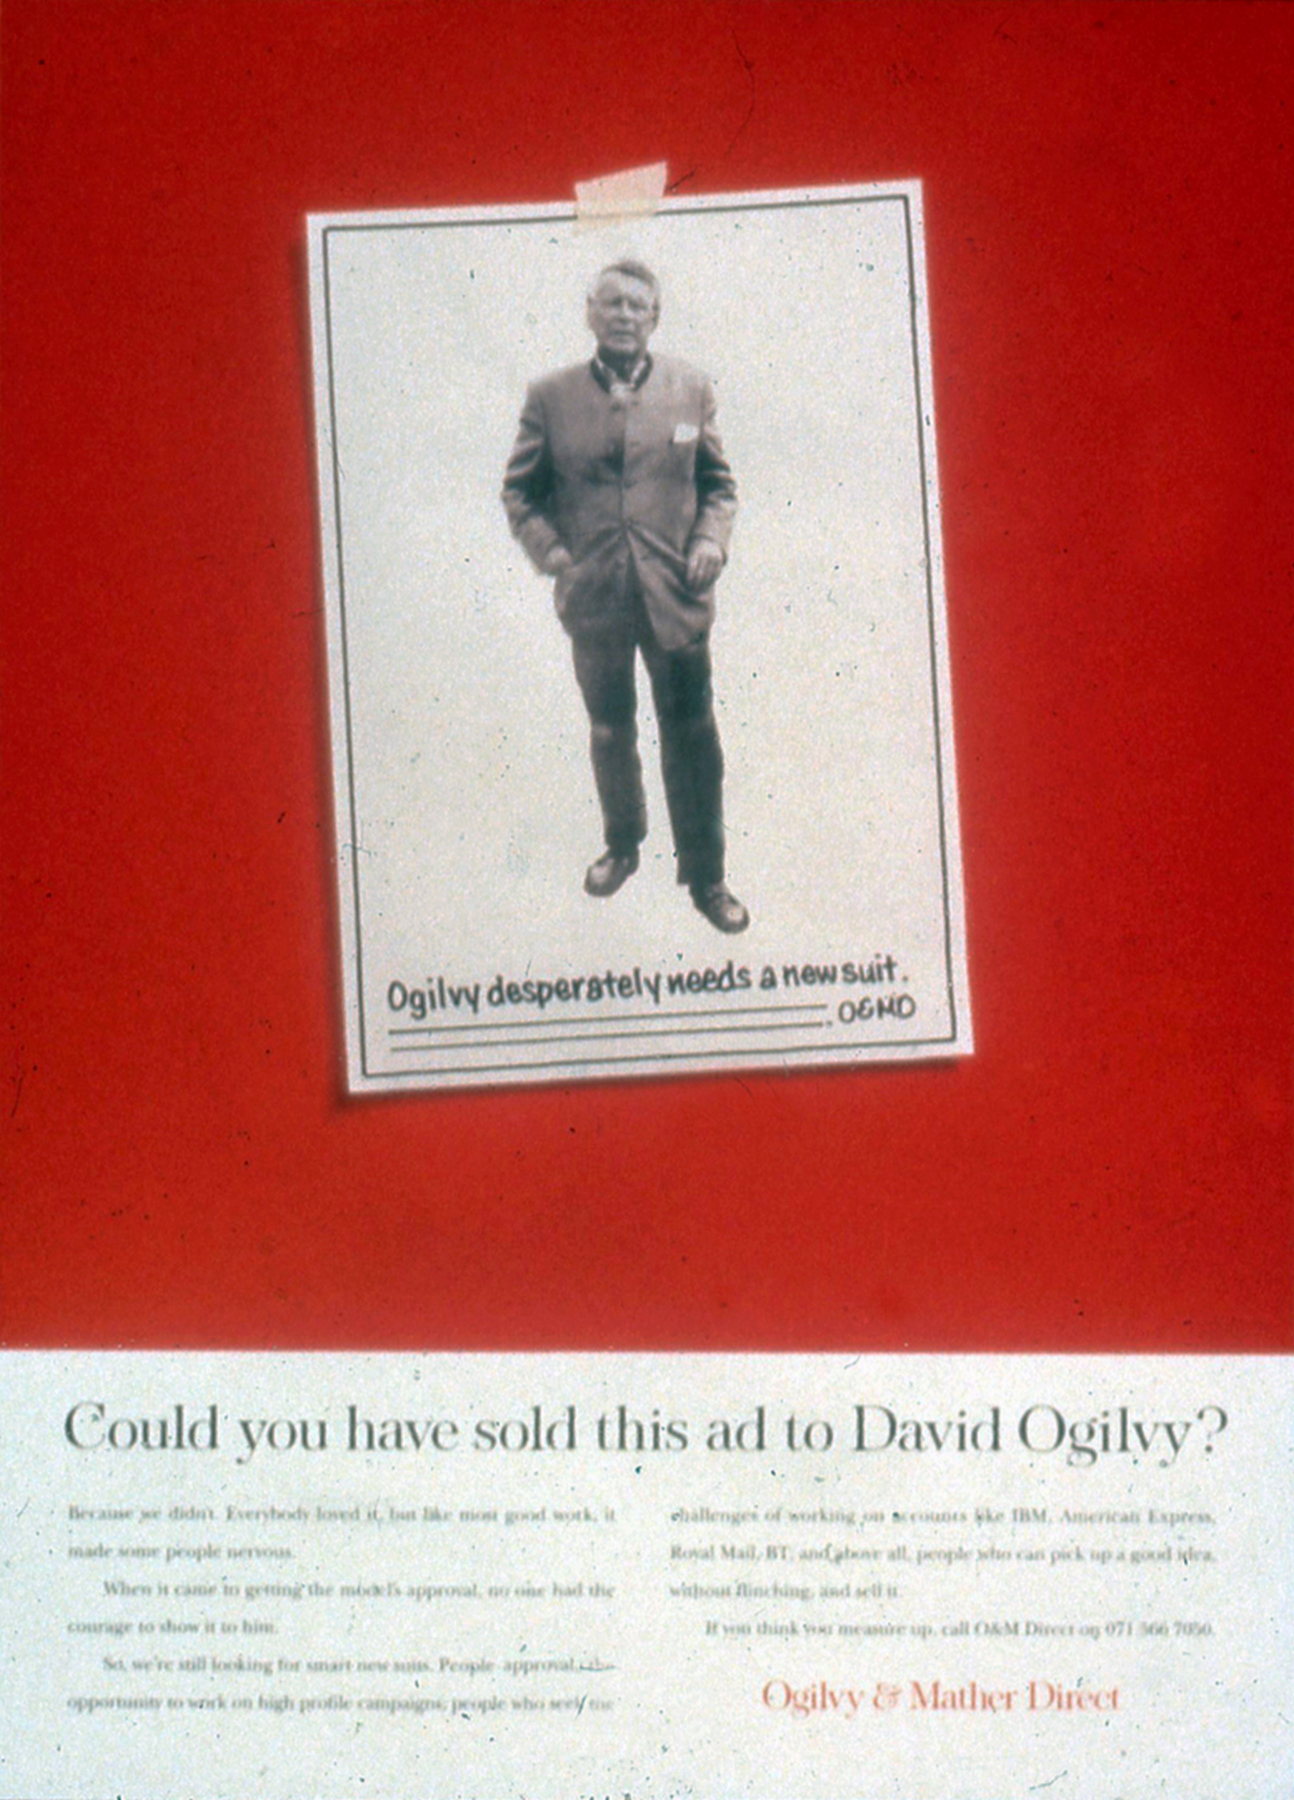 Ogilvy desperately needs a new suit.
O&MD
Could you have sold this ad to David Ogilvy?
Because we didn't. Everybody loved it, but like most good work, it
made some people nervous.
When it came to getting the model's approval, no one had the
courage to show it to him.
So, we're still looking for smart new suits. People
opportunity to work on high profile campaigns; people who seek the
challenges of working on accounts like IBM, American Express,
Royal Mail, BT, and above all, people who can pick up a good idea,
without flinching, and sell it.
If you think you measure up, call O&M Direct on 071
Ogilvy & Mather Direct